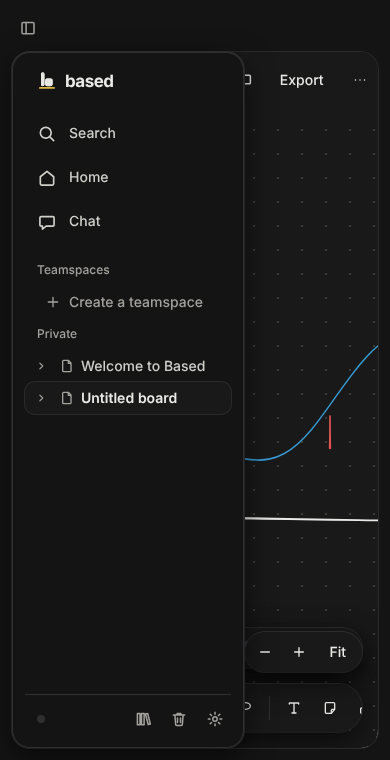 based
Export
Search
Home
Chat
Teamspaces
Create a teamspace
Private
Welcome to Based
Untitled board
Fit